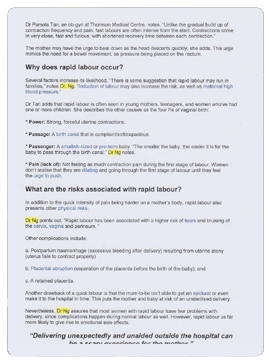 Dr Pamela Tan, an ob-gyn at Thomson Medical Centre, notes, "Unlike the gradual build up of
contraction frequency and pain, fast labours are often intense from the start. Contractions come
in very close, fast and furious, with shortened recovery time between each contraction."
The mother may have the urge to bear down as the head descends quickly, she adds. This urge
mimics the need for a bowel movement, as pressure being placed on the rectum.
Why does rapid labour occur?
Several factors increase its likelihood. "There is some suggestion that rapid labour may run in
families," notes Dr Ng. "Induction of labour may also increase the risk, as well as maternal high
blood pressure."
Dr Tan adds that rapid labour is often seen in young mothers, teenagers, and women who've had
one or more children. She describes the other causes as the four Ps of vaginal birth:
* Power: Strong, forceful uterine contractions.
* Passage: A birth canal that is compliant
* Passenger: A smallish-sized or pre-term baby. "The smaller the baby, the easier it is for the
baby to pass through the birth canal," Dr Ng notes.
* Pain (lack of): Not feeling as much contraction pain during the first stage of labour. Women
don't realise that they are dilating and going through the first stage of labour until they feel
the urge to push.
What are the risks associated with rapid labour?
In addition to the quick intensity of pain being harder on a mother's body, rapid labour also
presents other physical risks.
Dr Ng points out, "Rapid labour has been associated with a higher risk of tears and bruising of
the cervix, vagina and perineum."
Other complications include:
a. Postpartum haemorrhage (excessive bleeding after delivery) resulting from uterine atony
(uterus fails to contract properly)
b. Placental abruption (separation of the placenta before the birth of the baby); and
c. A retained placenta.
Another drawback of a quick labour is that the mum-to-be isn't able to get an epidural or even
make it to the hospital in time. This puts the mother and baby at risk of an unsterilised delivery.
Nevertheless, Dr Ng assures that most women with rapid labour have few problems with
delivery, since complications happen during normal labour as well. However, rapid labour is far
more likely to give rise to emotional side effects.
"Delivering unexpectedly and unaided outside the hospital can
be a scary experience for the mother."